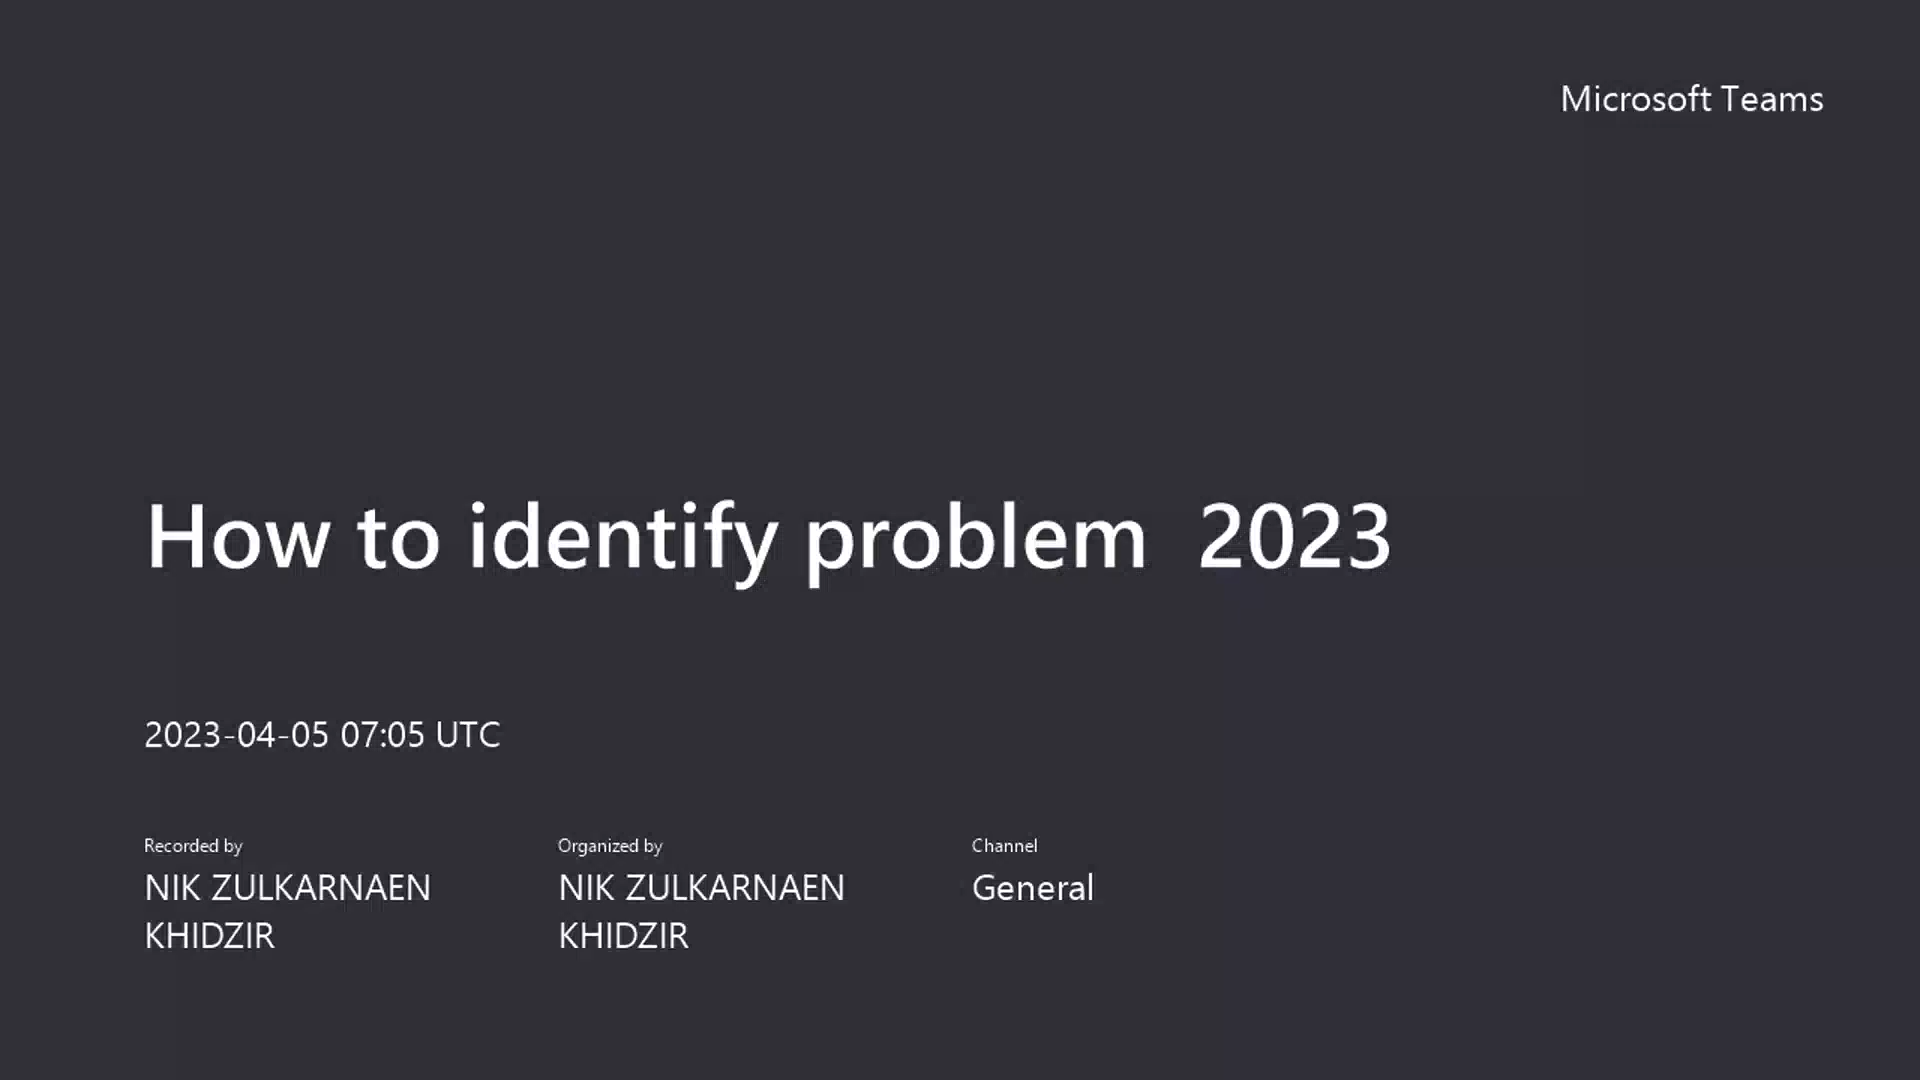 Microsoft Teams
How to identify problem  2023
2023-04-05 07:05 UTC
Recorded by
NIK ZULKARNAEN
KHIDZIR
Organized by
NIK ZULKARNAEN
KHIDZIR
Channel
General